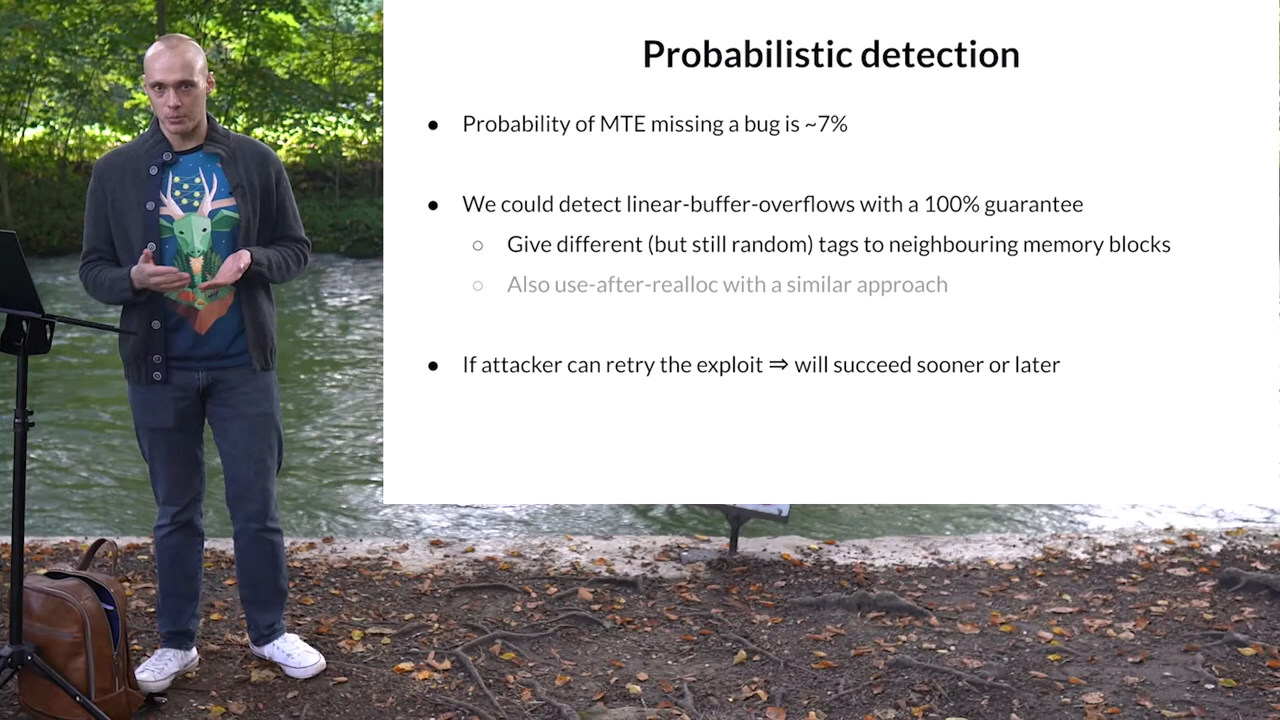 Probabilistic detection
● Probability of MTE missing a bug is ~7%
● We could detect linear-buffer-overflows with a 100% guarantee
○ Give different (but still random) tags to neighbouring memory blocks
○ Also use-after-realloc with a similar approach
● If attacker can retry the exploit ⇒ will succeed sooner or later